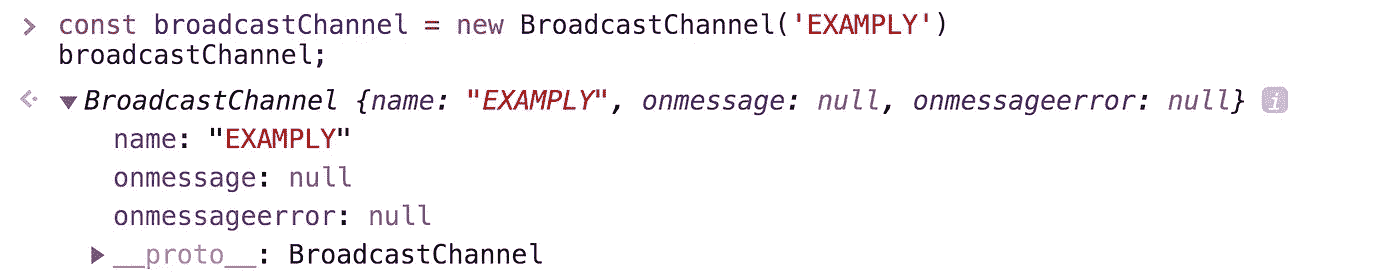 > const broadcastChannel = new BroadcastChannel('EXAMPLY')
broadcastChannel;
BroadcastChannel {name: "EXAMPLY", onmessage: null, onmessageerror: null} i
name: "EXAMPLY"
onmessage: null
onmessageerror: null
__proto__: BroadcastChannel